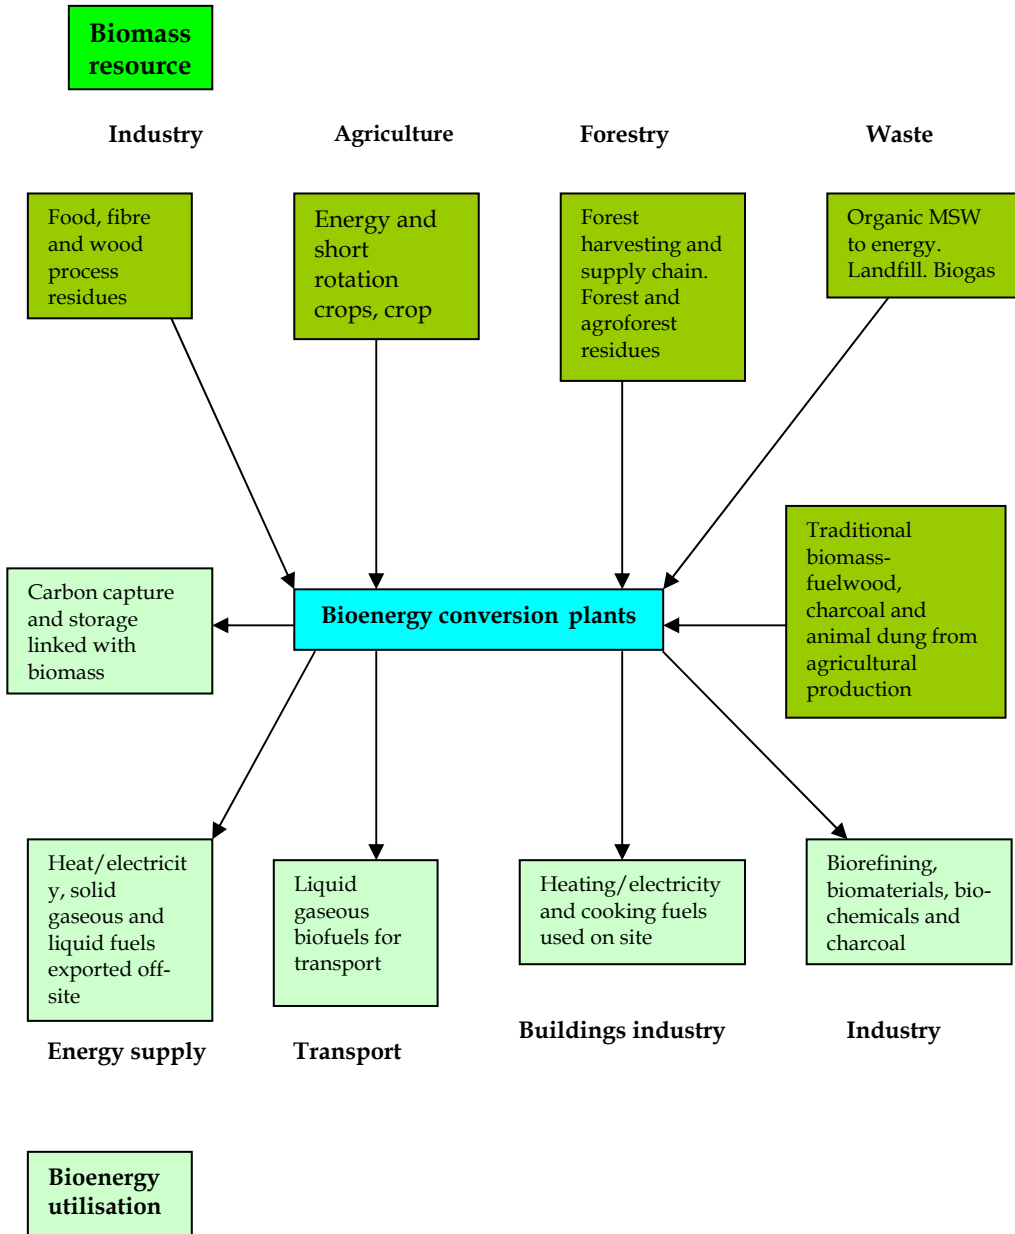 Biomass
resource
Industry
Agriculture
Forestry
Waste
Food, fibre
and wood
process
residues
Energy and
short
rotation
crops, crop
Forest
harvesting and
supply chain.
Forest and
agroforest
residues
Organic MSW
to energy.
Landfill. Biogas
Traditional
biomass-
fuelwood,
charcoal and
animal dung from
agricultural
production
Carbon capture
and storage
linked with
biomass
Bioenergy conversion plants
Heat/electricit
y, solid
gaseous and
liquid fuels
exported off-
site
Liquid
gaseous
biofuels for
transport
Heating/electricity
and cooking fuels
used on site
Biorefining,
biomaterials, bio-
chemicals and
charcoal
Energy supply
Transport
Buildings industry
Industry
Bioenergy
utilisation